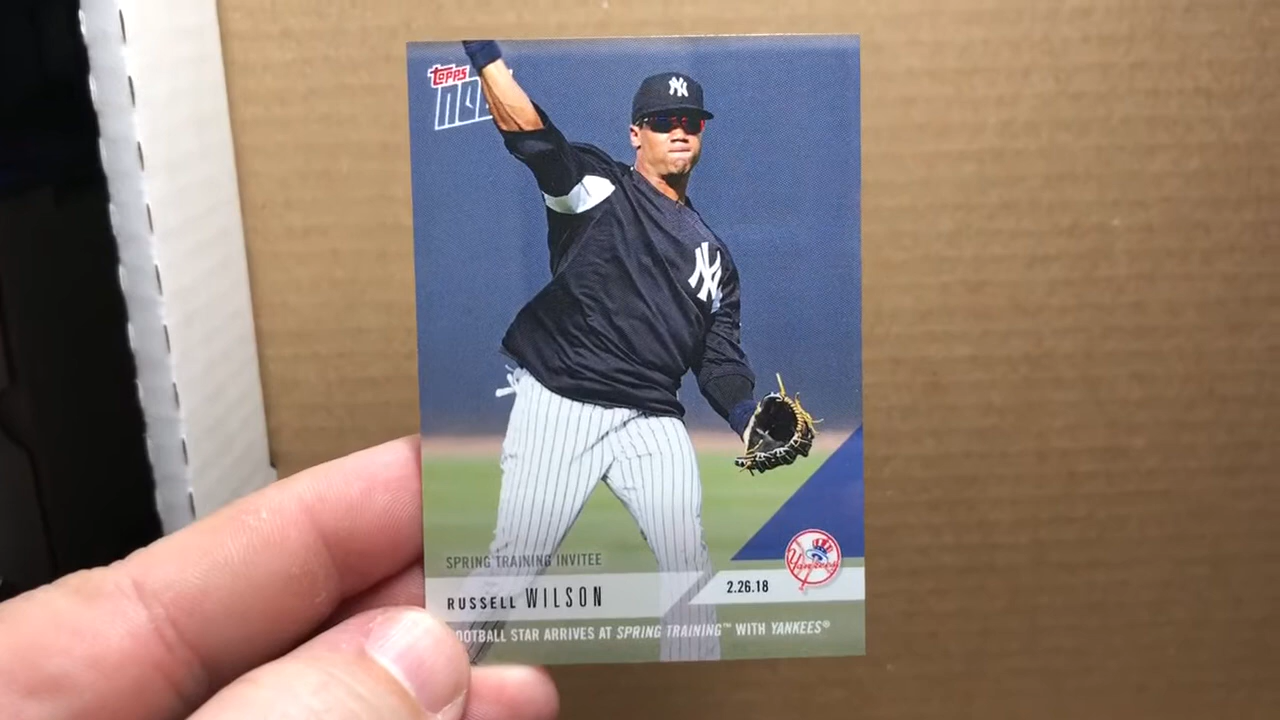 TOPPS
NOW
NY
NY
SPRING TRAINING INVITEE
RUSSELL WILSON
2.26.18
Yankees
FOOTBALL STAR ARRIVES AT SPRING TRAINING™ WITH YANKEES®